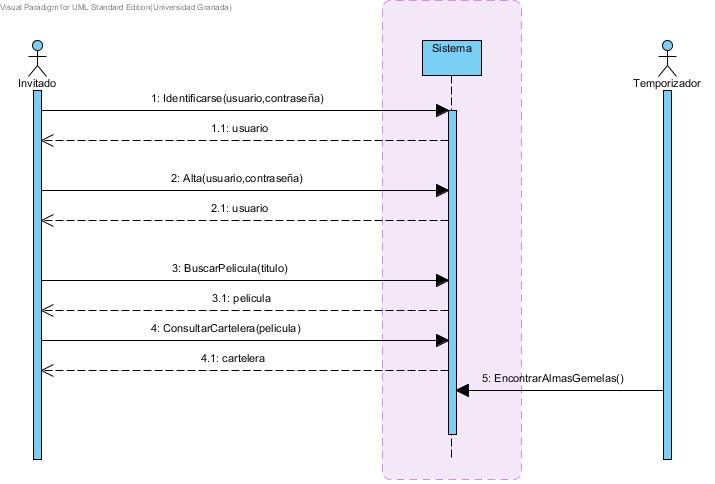 Visual Paradigm for UML Standard Edition(Universidad Granada)
Sistema
Invitado
Temporizador
1: Identificarse(usuario,contraseña)
1.1: usuario
2: Alta(usuario,contraseña)
2.1: usuario
3: BuscarPelicula(titulo)
3.1: pelicula
4: ConsultarCartelera(pelicula)
4.1: cartelera
5: EncontrarAlmasGemelas()